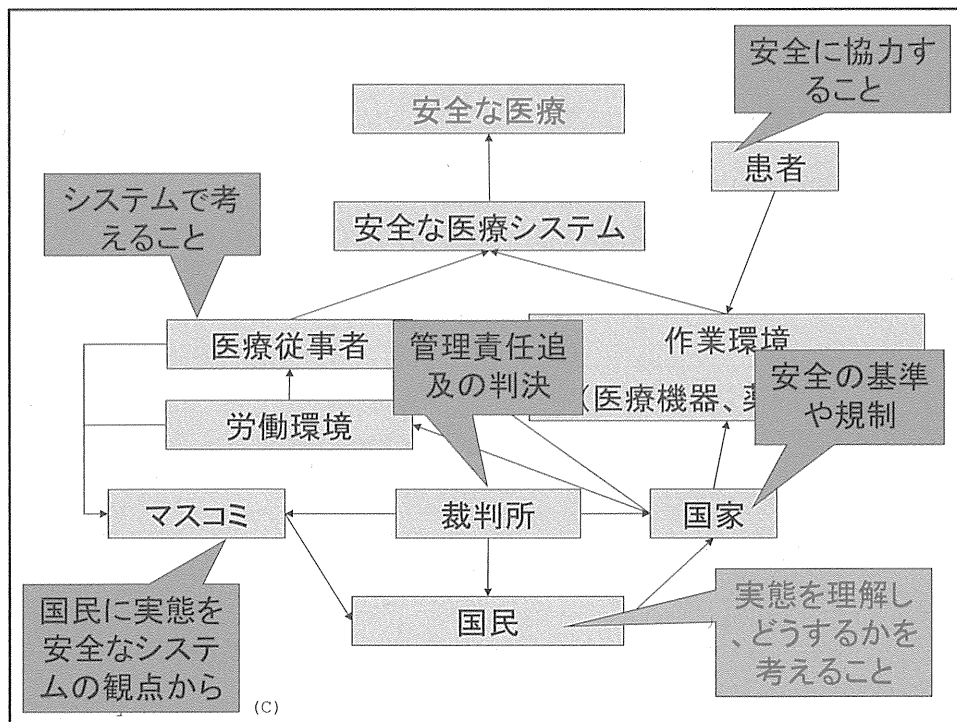 安全に協力す
ること
安全な医療
患者
システムで考
えること
安全な医療システム
医療従事者
管理責任追
及の判決
作業環境
(医療機器、
安全の基準
や規制
労働環境
マスコミ
裁判所
国家
国民に実態を
安全なシステ
ムの観点から
国民
実態を理解し
、どうするかを
考えること
(C)